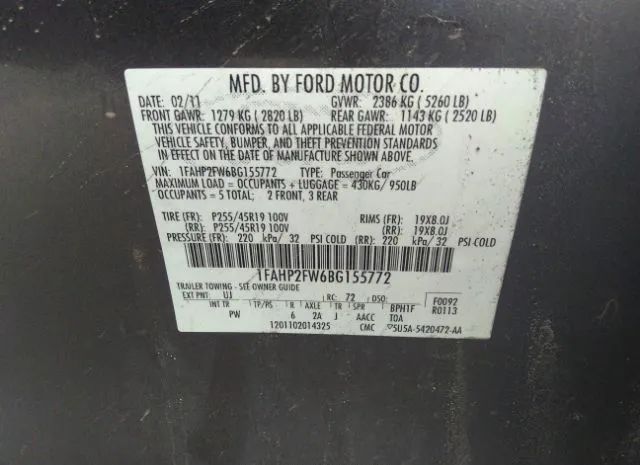 MFD. BY FORD MOTOR CO.
DATE: 02/11 GVWR: 2386 KG ( 5260 LB)
FRONT GAWR: 1279 KG ( 2820 LB) REAR GAWR: 1143 KG ( 2520 LB)
THIS VEHICLE CONFORMS TO ALL APPLICABLE FEDERAL MOTOR
VEHICLE SAFETY, BUMPER, AND THEFT PREVENTION STANDARDS
IN EFFECT ON THE DATE OF MANUFACTURE SHOWN ABOVE.
VIN: 1FAHP2FW6BG155772 TYPE: Passenger Car
MAXIMUM LOAD = OCCUPANTS + LUGGAGE = 430KG/ 950LB
OCCUPANTS = 5 TOTAL; 2 FRONT, 3 REAR
TIRE (FR): P255/45R19 100V RIMS (FR): 19X8.0J
(RR): P255/45R19 100V (RR): 19X8.0J
PRESSURE (FR): 220 kPa/ 32 PSI COLD (RR): 220 kPa/ 32 PSI COLD
1FAHP2FW6BG155772
TRAILER TOWING - SEE OWNER GUIDE
EXT PNT: UJ RC: 72 DSO: F0092
INT TR TP/PS R AXLE TR SPR BPH1F R0113
PW 6 2A J AACC TOA
1201102014325 CMC 5U5A-5420472-AA